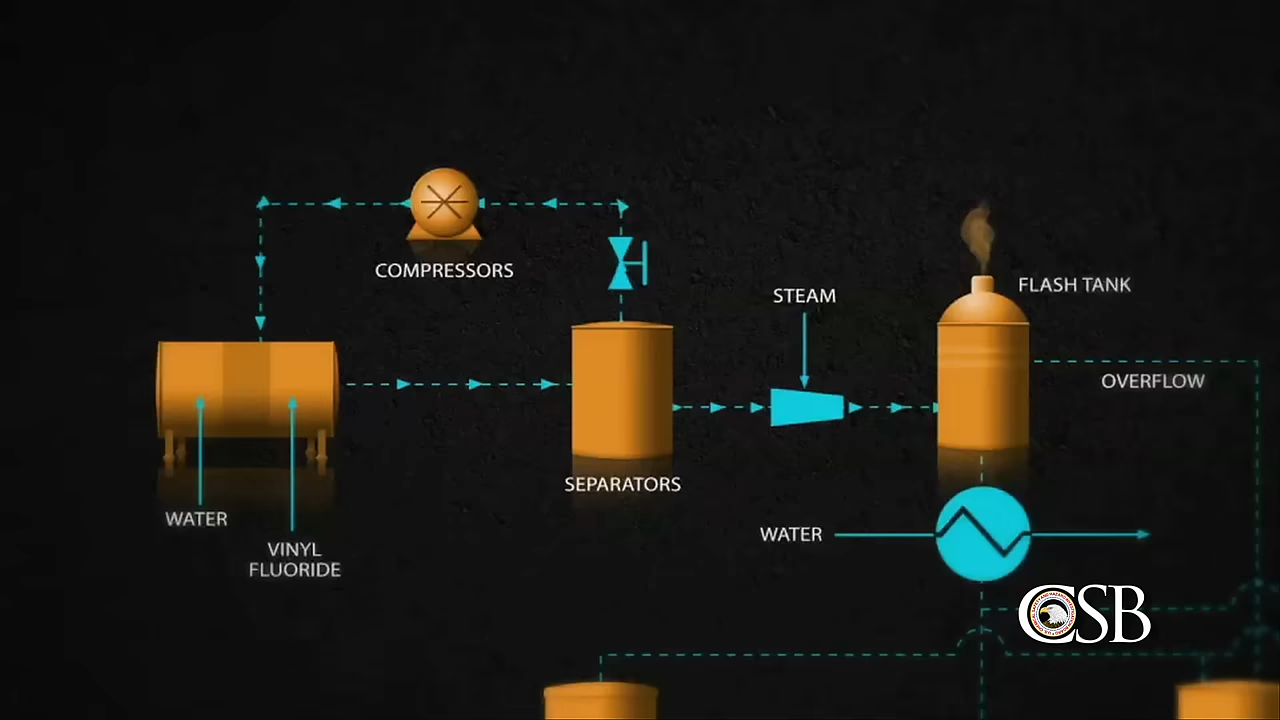 COMPRESSORS
STEAM
FLASH TANK
OVERFLOW
SEPARATORS
WATER
VINYL
FLUORIDE
WATER
CSB